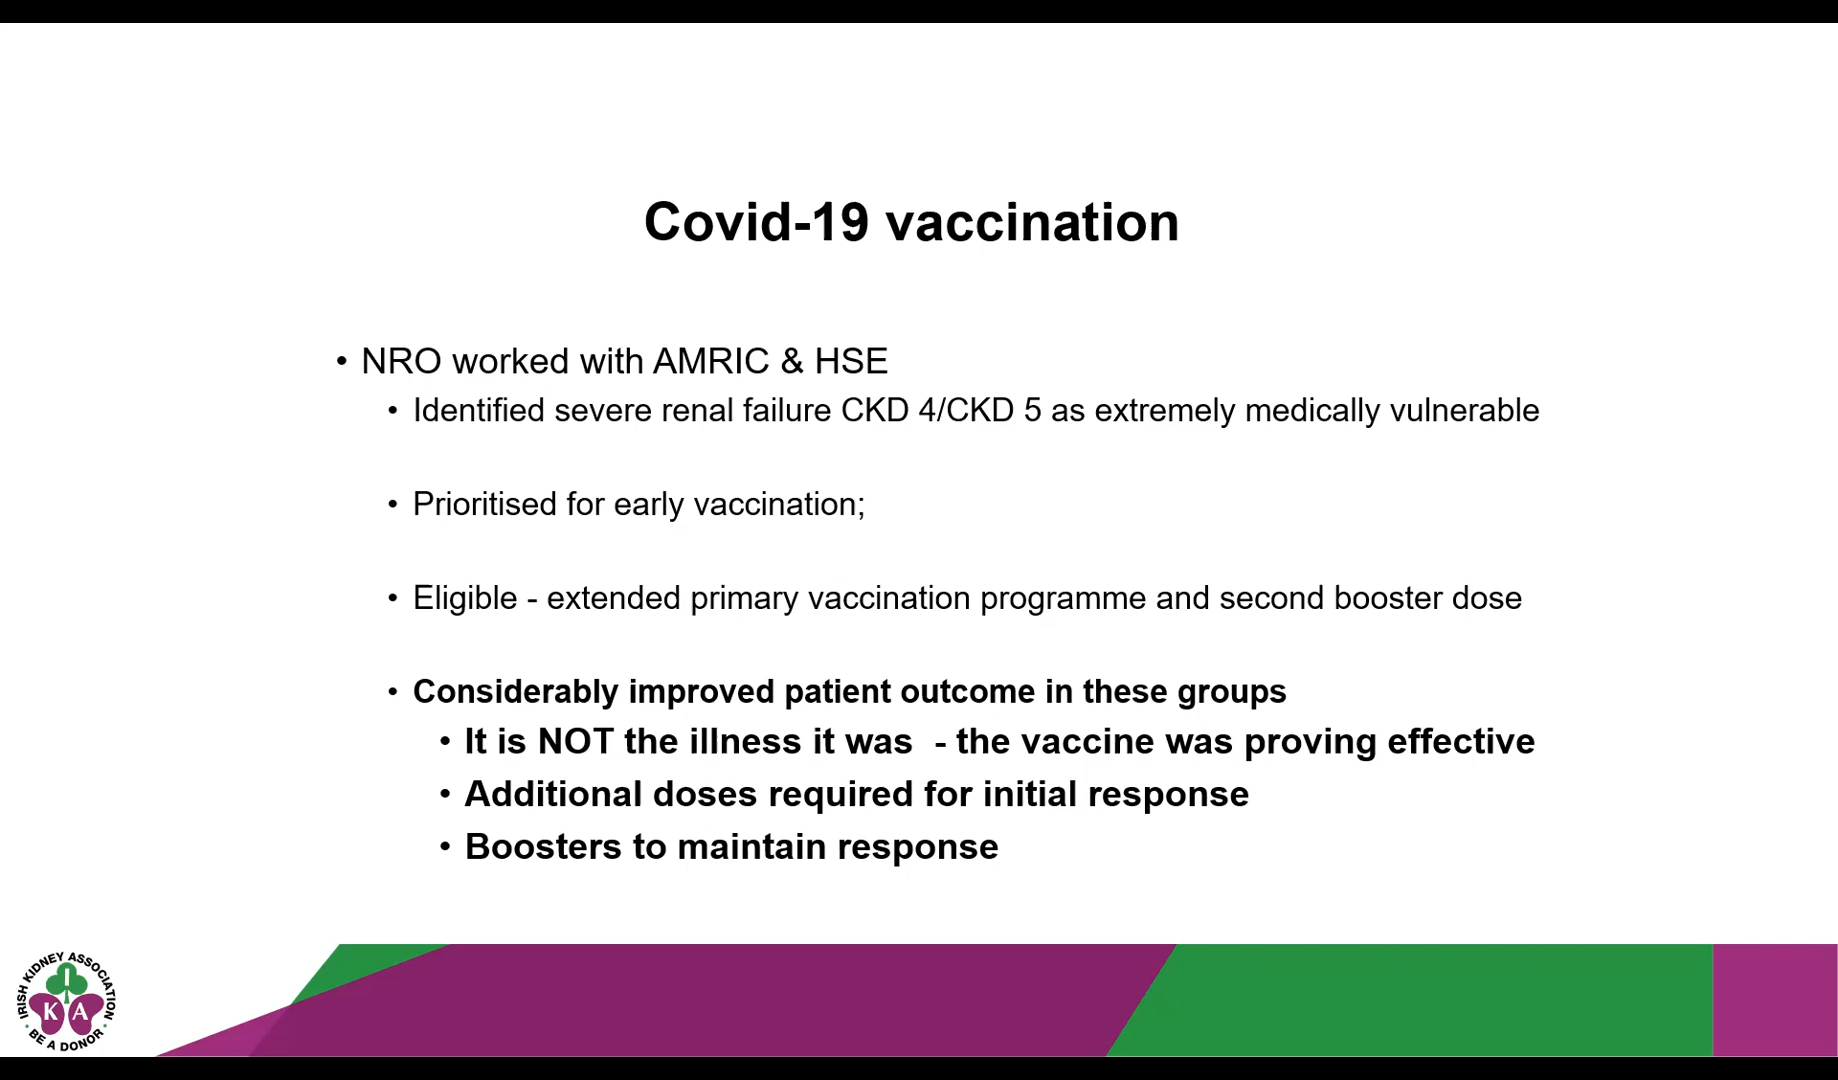 Covid-19 vaccination
• NRO worked with AMRIC & HSE
• Identified severe renal failure CKD 4/CKD 5 as extremely medically vulnerable
• Prioritised for early vaccination;
• Eligible - extended primary vaccination programme and second booster dose
• Considerably improved patient outcome in these groups
• It is NOT the illness it was - the vaccine was proving effective
• Additional doses required for initial response
• Boosters to maintain response
IRISH KIDNEY ASSOCIATION
I
K A
• BE A DONOR •